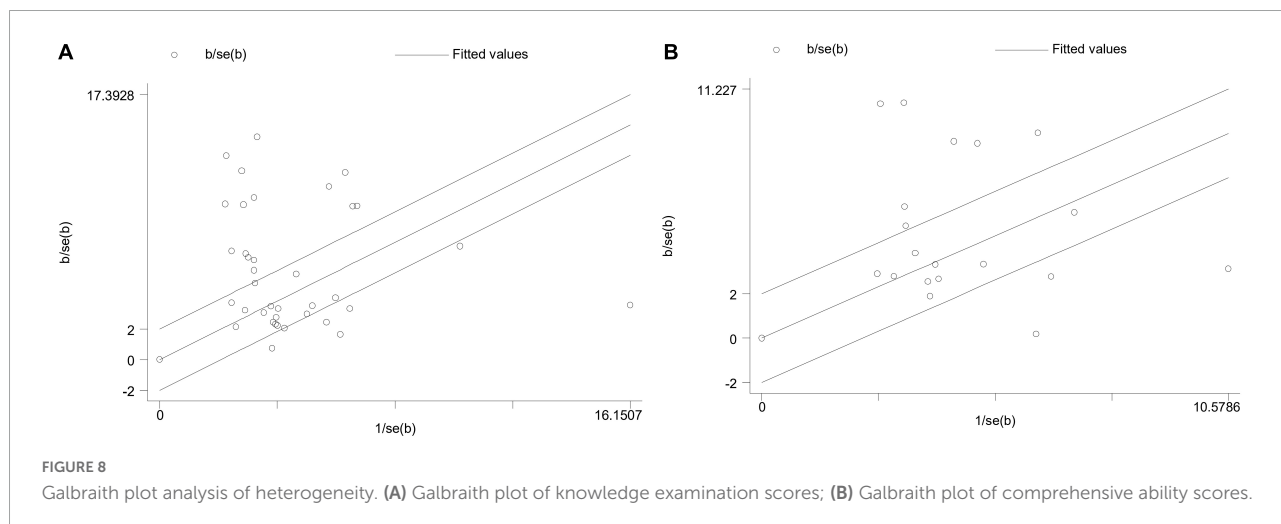 A
b/se(b)
Fitted values
17.3928
2
0
-2
b/se(b)
0
16.1507
1/se(b)
B
b/se(b)
Fitted values
11.227
2
0
-2
b/se(b)
0
10.5786
1/se(b)
FIGURE 8
Galbraith plot analysis of heterogeneity. (A) Galbraith plot of knowledge examination scores; (B) Galbraith plot of comprehensive ability scores.